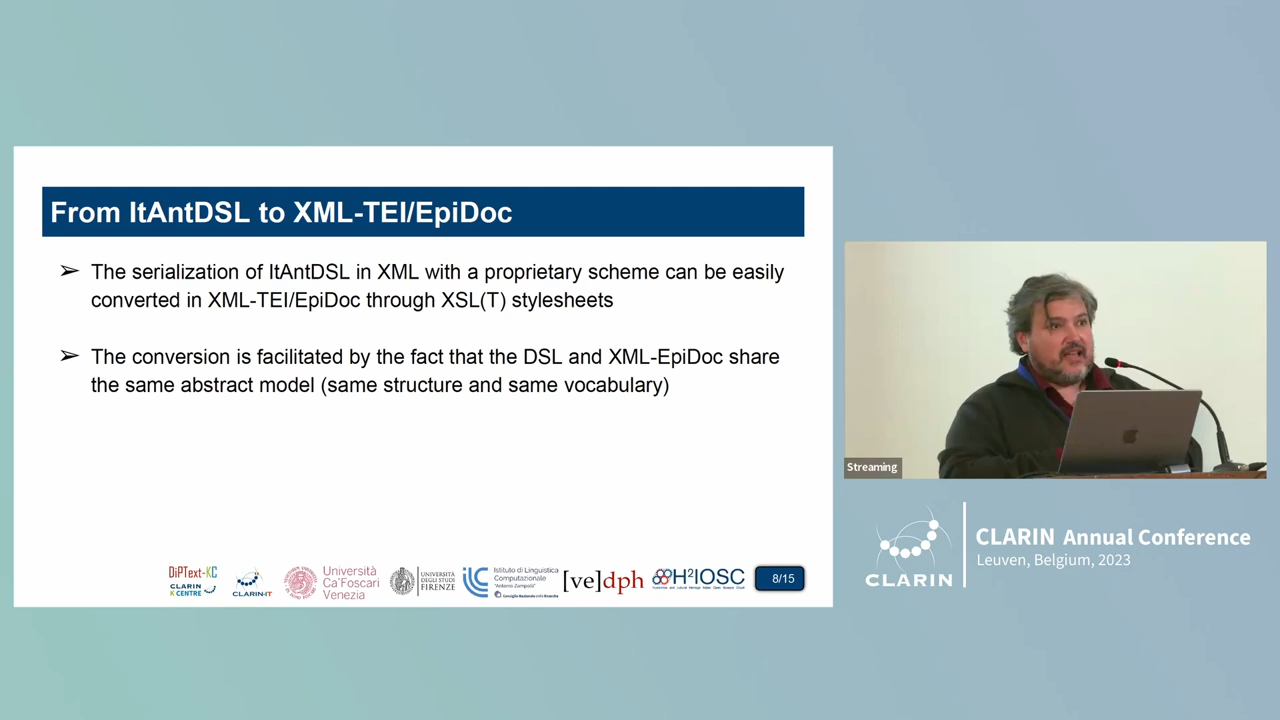 From ItAntDSL to XML-TEI/EpiDoc
➢ The serialization of ItAntDSL in XML with a proprietary scheme can be easily
converted in XML-TEI/EpiDoc through XSL(T) stylesheets
➢ The conversion is facilitated by the fact that the DSL and XML-EpiDoc share
the same abstract model (same structure and same vocabulary)
DiPText-KC
CLARIN
K CENTRE
CLARIN-IT
Università
Ca'Foscari
Venezia
UNIVERSITÀ
DEGLI STUDI
FIRENZE
Istituto di Linguistica
Computazionale
"Antonio Zampolli"
Consiglio Nazionale delle Ricerche
[ve]dph
H²IOSC
8/15
Streaming
CLARIN
CLARIN Annual Conference
Leuven, Belgium, 2023